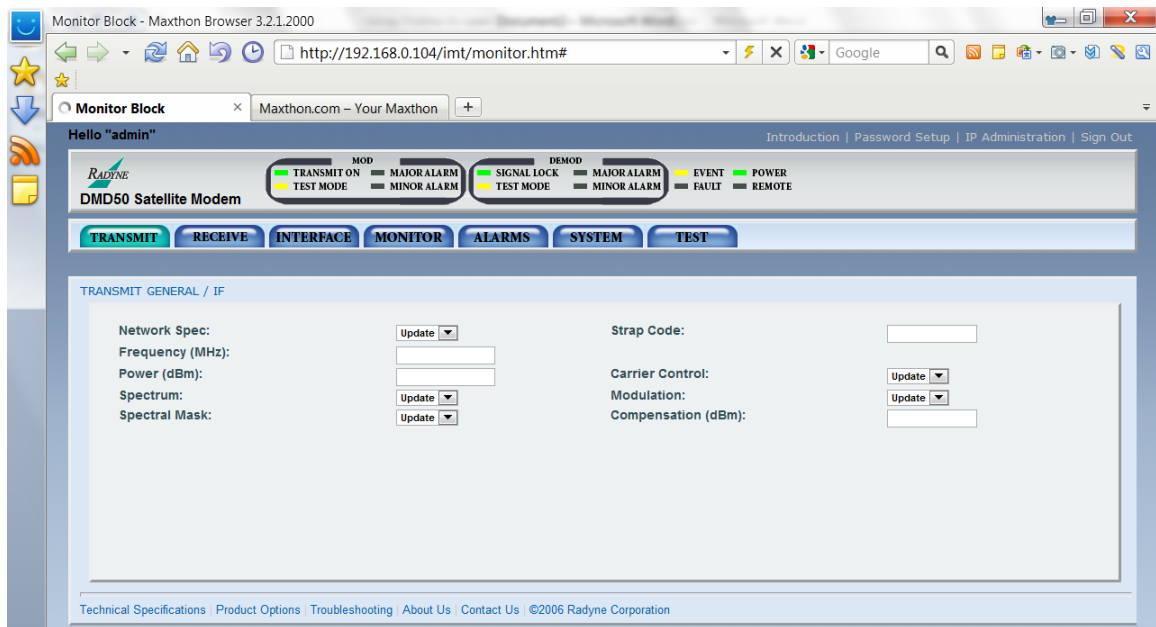 Monitor Block - Maxthon Browser 3.2.1.2000
http://192.168.0.104/imt/monitor.htm#
Google
Monitor Block
Maxthon.com – Your Maxthon
Hello "admin"
Introduction | Password Setup | IP Administration | Sign Out
RADYNE
DMD50 Satellite Modem
MOD
TRANSMIT ON MAJOR ALARM
TEST MODE MINOR ALARM
DEMOD
SIGNAL LOCK MAJOR ALARM
TEST MODE MINOR ALARM
EVENT POWER
FAULT REMOTE
TRANSMIT RECEIVE INTERFACE MONITOR ALARMS SYSTEM TEST
TRANSMIT GENERAL / IF
Network Spec: Update Strap Code:
Frequency (MHz):
Power (dBm): Carrier Control: Update
Spectrum: Update Modulation: Update
Spectral Mask: Update Compensation (dBm):
Technical Specifications | Product Options | Troubleshooting | About Us | Contact Us | ©2006 Radyne Corporation